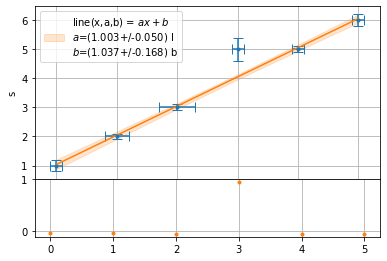 line(x,a,b) = ax + b
a=(1.003+/-0.050) l
b=(1.037+/-0.168) b
s
6
5
4
3
2
1
1
0
0 1 2 3 4 5